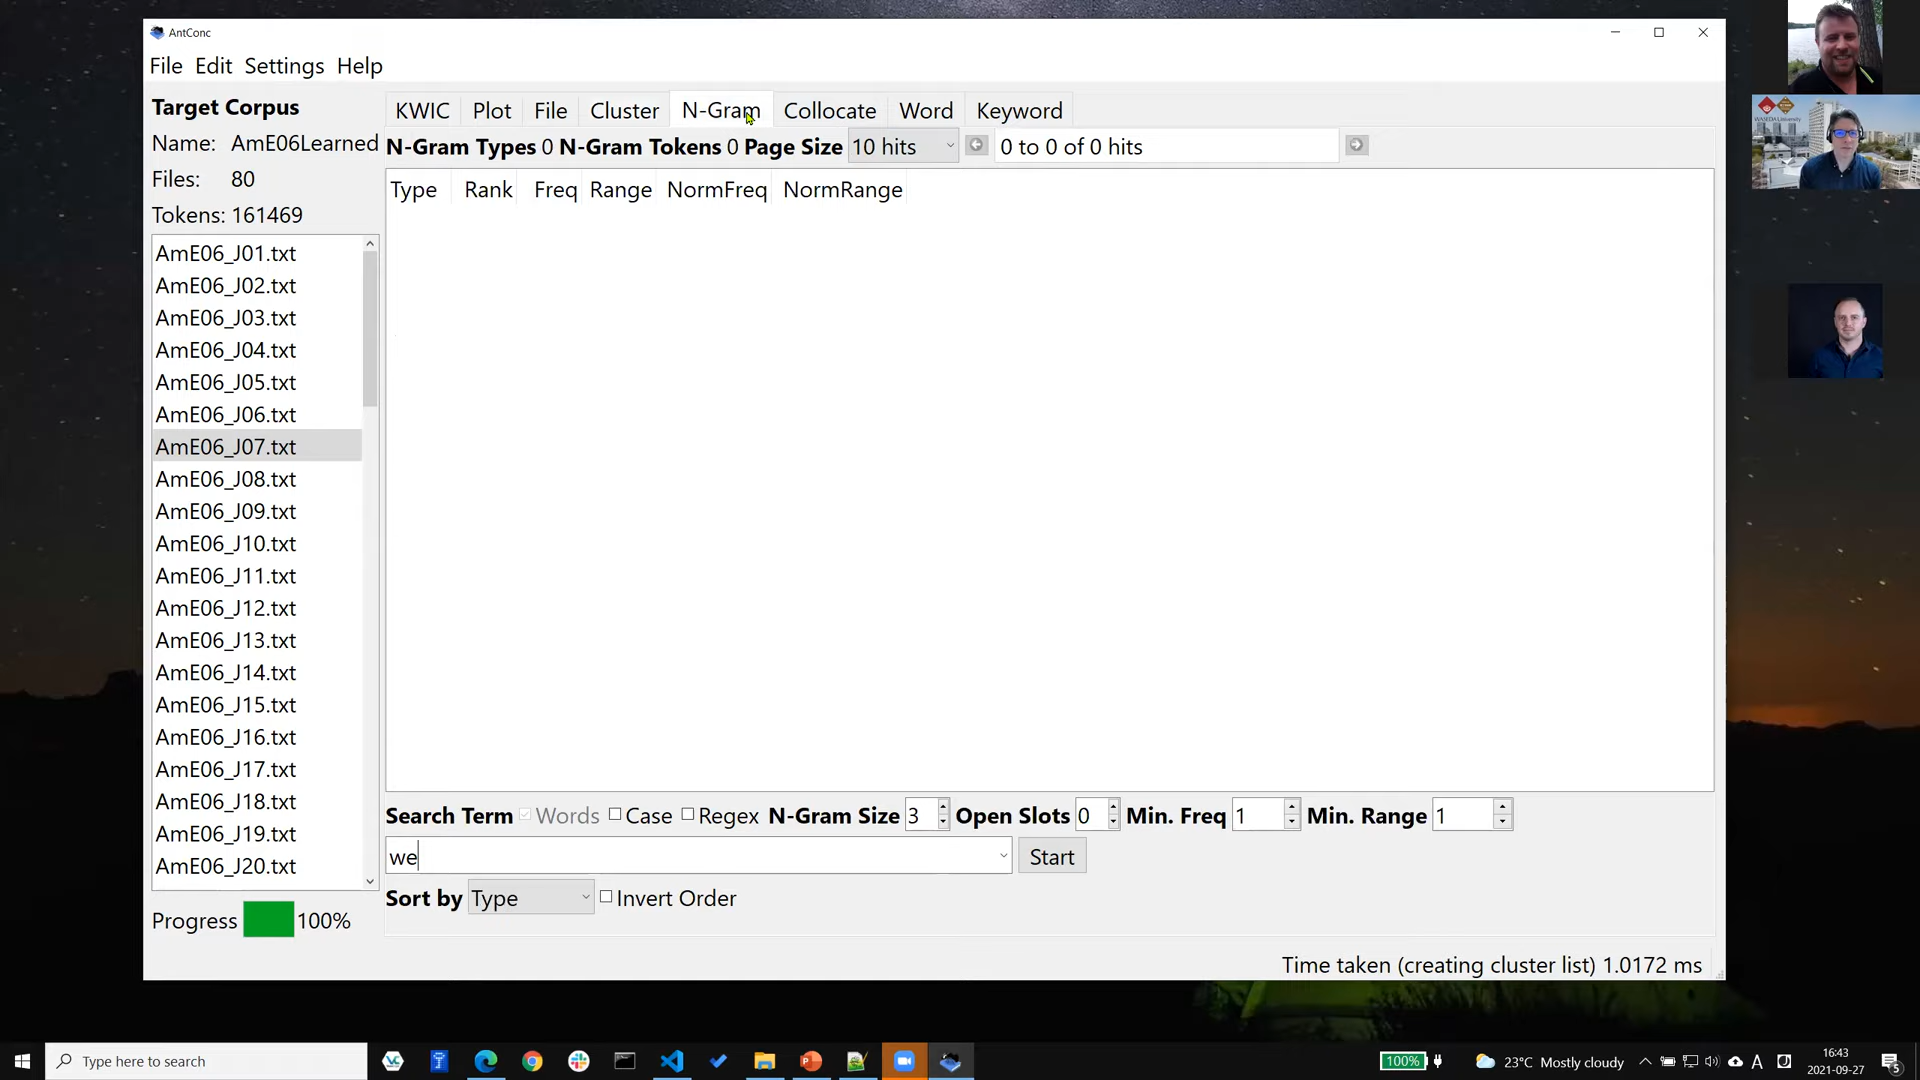 AntConc
File Edit Settings Help
Target Corpus
Name: AmE06Learned
Files: 80
Tokens: 161469
AmE06_J01.txt
AmE06_J02.txt
AmE06_J03.txt
AmE06_J04.txt
AmE06_J05.txt
AmE06_J06.txt
AmE06_J07.txt
AmE06_J08.txt
AmE06_J09.txt
AmE06_J10.txt
AmE06_J11.txt
AmE06_J12.txt
AmE06_J13.txt
AmE06_J14.txt
AmE06_J15.txt
AmE06_J16.txt
AmE06_J17.txt
AmE06_J18.txt
AmE06_J19.txt
AmE06_J20.txt
Progress 100%
KWIC Plot File Cluster N-Gram Collocate Word Keyword
N-Gram Types 0 N-Gram Tokens 0 Page Size 10 hits 0 to 0 of 0 hits
Type Rank Freq Range NormFreq NormRange
Search Term Words Case Regex N-Gram Size 3 Open Slots 0 Min. Freq 1 Min. Range 1
we Start
Sort by Type Invert Order
Time taken (creating cluster list) 1.0172 ms
WASEDA University
Type here to search
100% 23°C Mostly cloudy A 16:43
2021-09-27
5